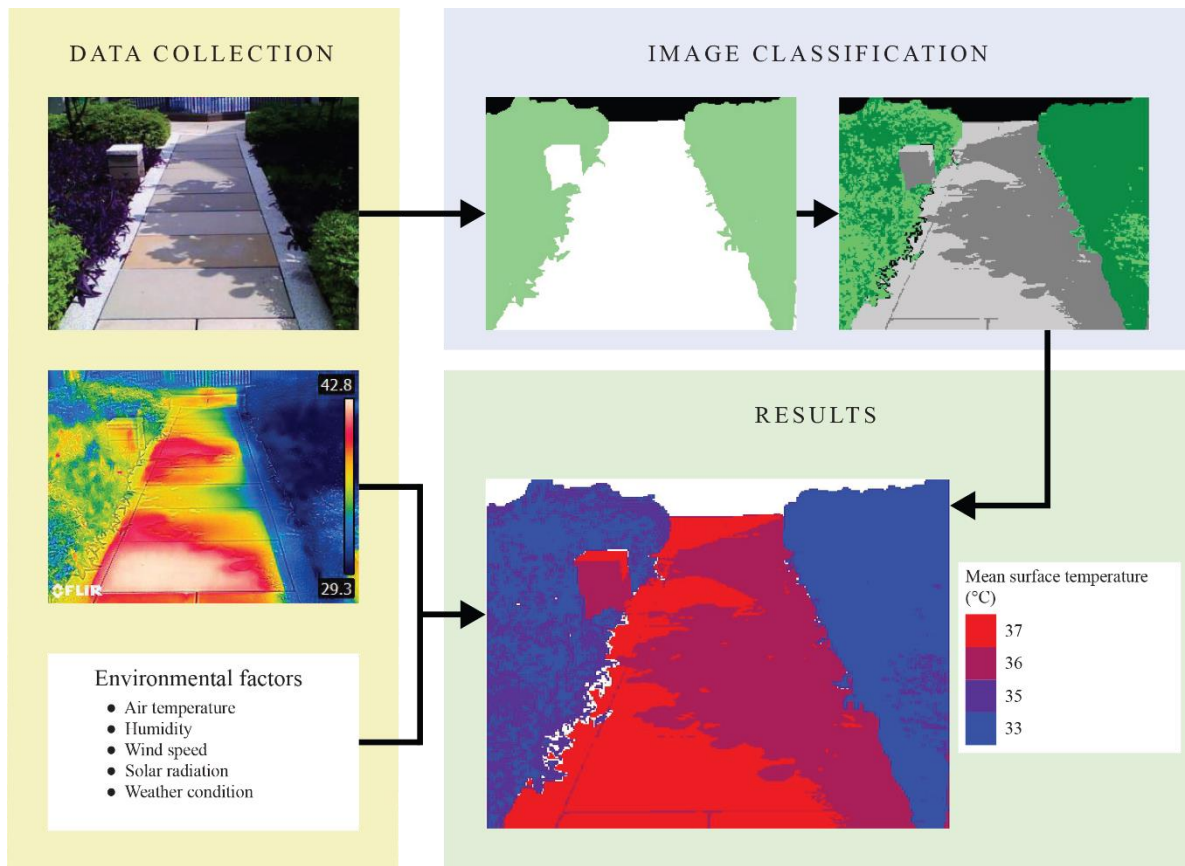 DATA COLLECTION
IMAGE CLASSIFICATION
42.8
29.3
FLIR
Environmental factors
● Air temperature
● Humidity
● Wind speed
● Solar radiation
● Weather condition
RESULTS
Mean surface temperature
(°C)
37
36
35
33